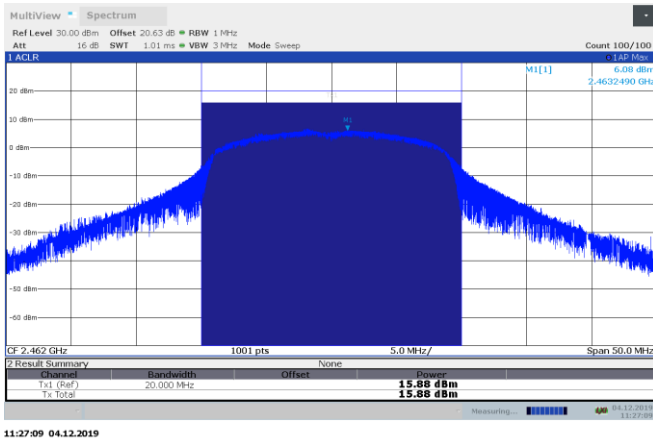 MultiView Spectrum
Ref Level 30.00 dBm Offset 20.63 dB RBW 1 MHz
Att 16 dB SWT 1.01 ms VBW 3 MHz Mode Sweep Count 100/100
1 ACLR 1AP Max
M1[1] 6.08 dBm
2.4632490 GHz
20 dBm
10 dBm
M1
0 dBm
-10 dBm
-20 dBm
-30 dBm
-50 dBm
-60 dBm
CF 2.462 GHz 1001 pts 5.0 MHz/ Span 50.0 MHz
2 Result Summary None
Channel Bandwidth Offset Power
Tx1 (Ref) 20.000 MHz 15.88 dBm
Tx Total 15.88 dBm
Measuring... 04.12.2019
11:27:09
11:27:09 04.12.2019